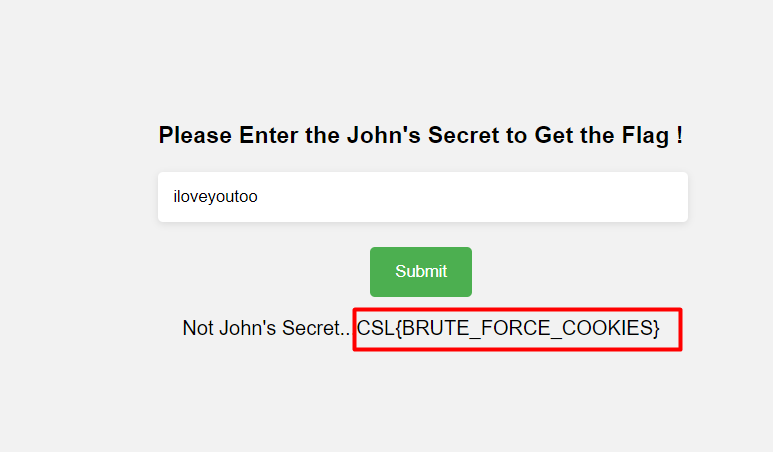 Please Enter the John's Secret to Get the Flag !
iloveyoutoo
Submit
Not John's Secret.. CSL{BRUTE_FORCE_COOKIES}